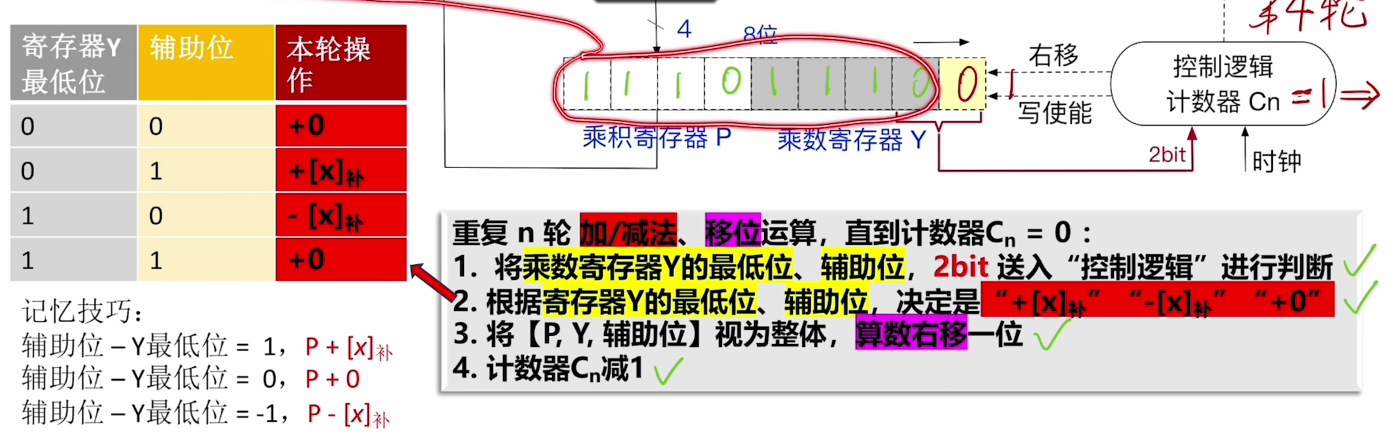 第4轮
4
8位
寄存器Y最低位 辅助位 本轮操作
0 0 +0
0 1 +[x]补
1 0 - [x]补
1 1 +0
1 1 1 0 1 1 1 0 0 1
右移
写使能
控制逻辑
计数器 Cn =1⇒
乘积寄存器 P
乘数寄存器 Y
2bit
时钟
重复 n 轮 加/减法、移位运算，直到计数器Cn = 0：
1. 将乘数寄存器Y的最低位、辅助位，2bit 送入“控制逻辑”进行判断
2. 根据寄存器Y的最低位、辅助位，决定是“+[x]补” “-[x]补” “+0”
3. 将【P, Y, 辅助位】视为整体，算数右移一位
4. 计数器Cn减1
记忆技巧：
辅助位 – Y最低位 = 1，P + [x]补
辅助位 – Y最低位 = 0，P + 0
辅助位 – Y最低位 = -1，P - [x]补